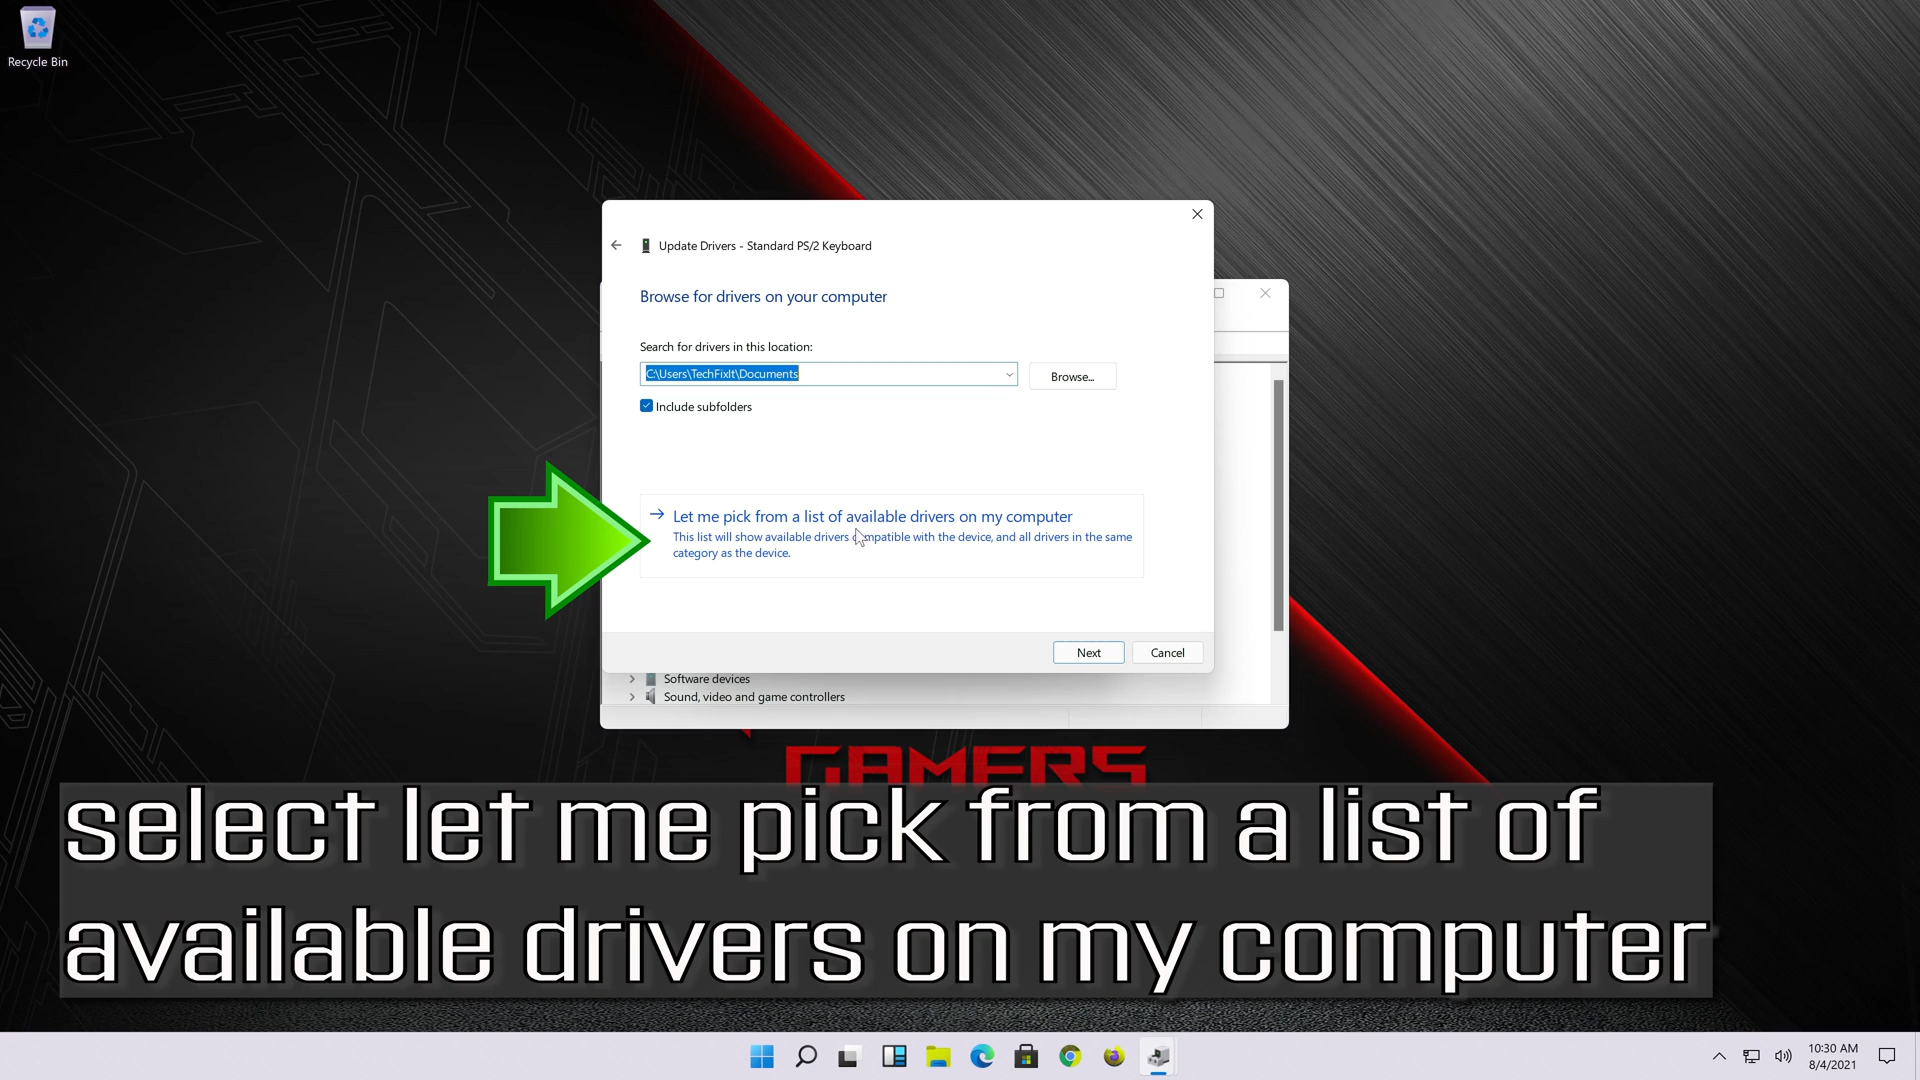 Recycle Bin
Update Drivers - Standard PS/2 Keyboard
Browse for drivers on your computer
Search for drivers in this location:
C:\Users\TechFixIt\Documents
Browse...
Include subfolders
Let me pick from a list of available drivers on my computer
This list will show available drivers compatible with the device, and all drivers in the same
category as the device.
Next
Cancel
Software devices
Sound, video and game controllers
GAMERS
select let me pick from a list of
available drivers on my computer
10:30 AM
8/4/2021